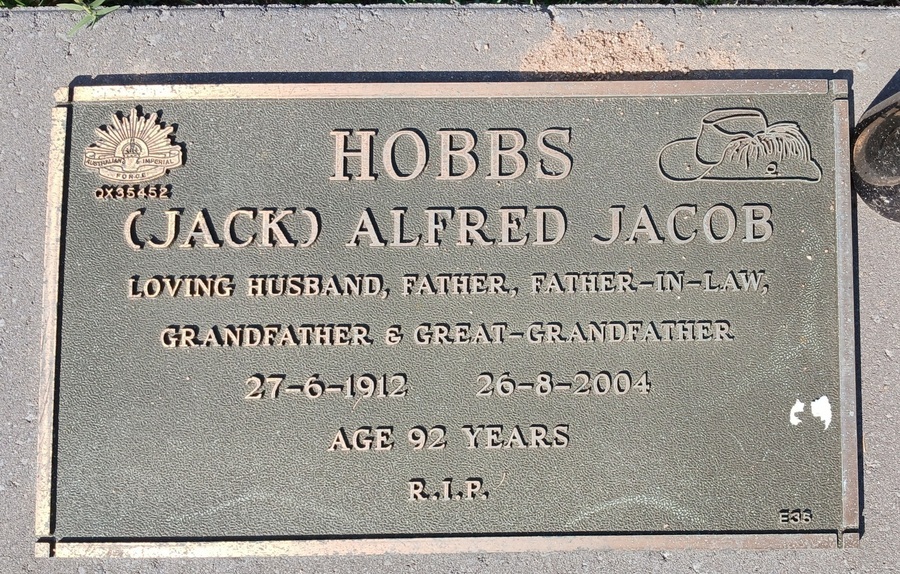 AUSTRALIAN & IMPERIAL
FORCE
QX35452
HOBBS
(JACK) ALFRED JACOB
LOVING HUSBAND, FATHER, FATHER-IN-LAW,
GRANDFATHER & GREAT-GRANDFATHER
27-6-1912 26-8-2004
AGE 92 YEARS
R.I.P.
E36